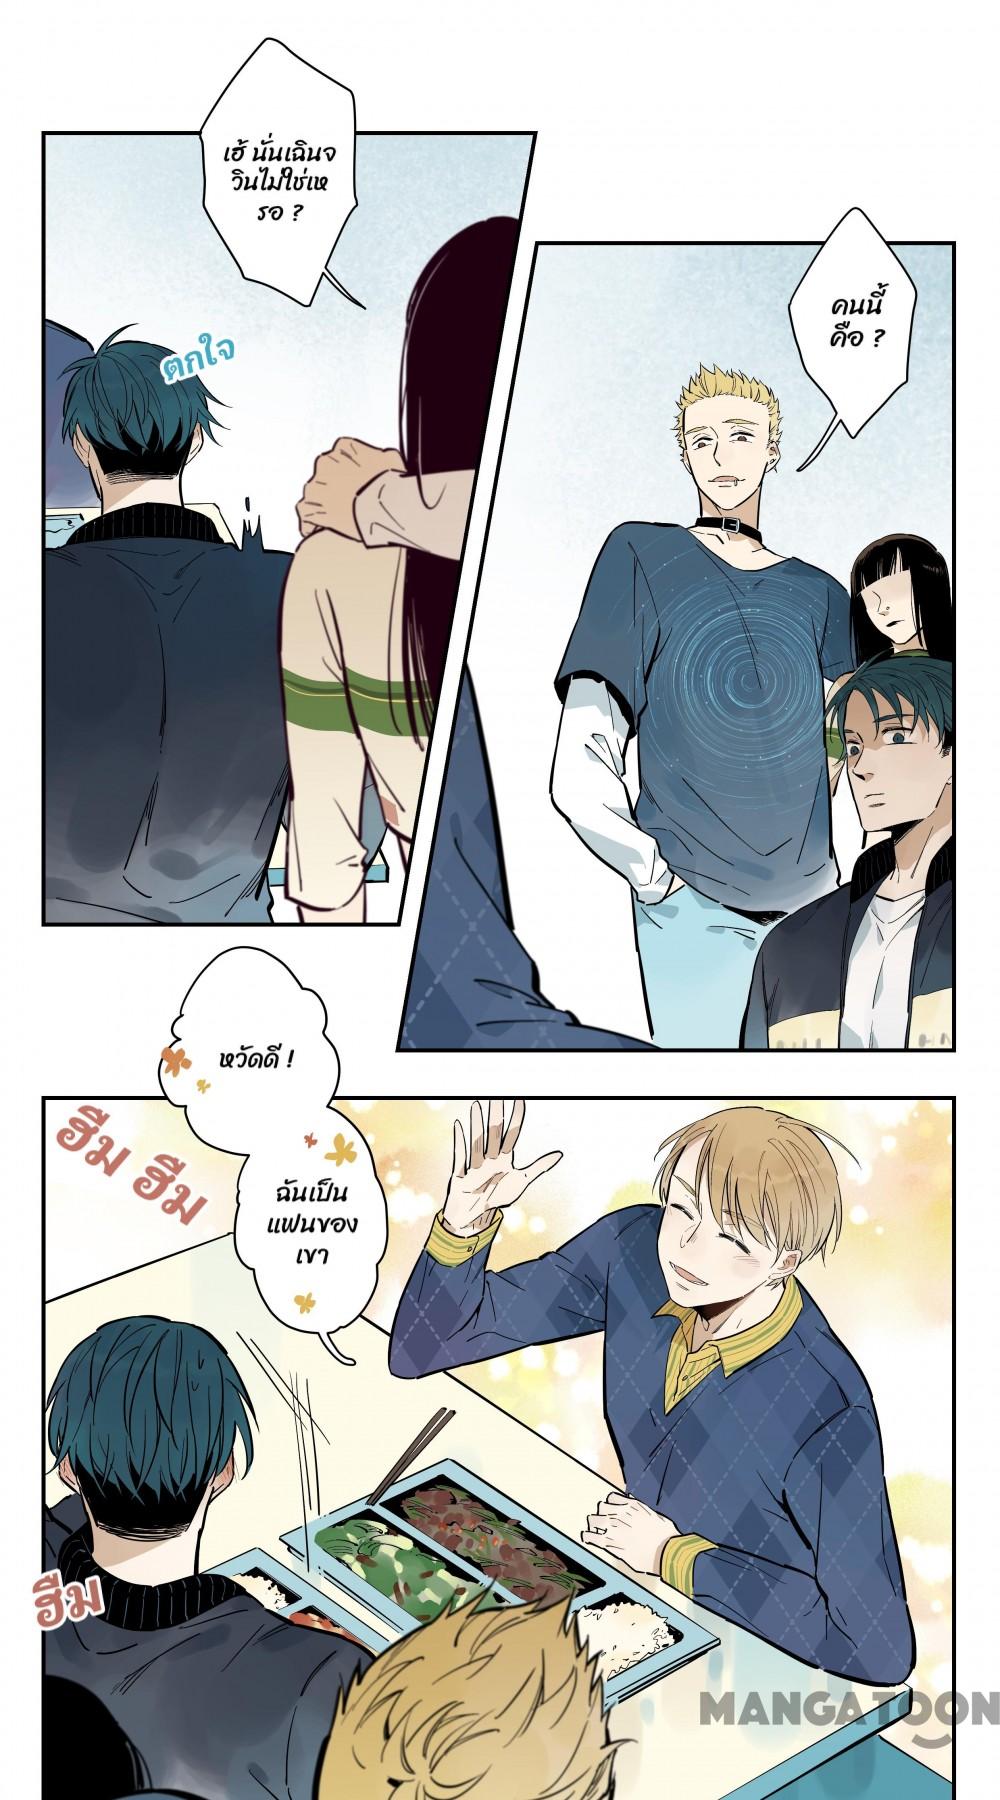 เฮ้ นั่นเฉินจ
วินไม่ใช่เห
รอ ?
ตกใจ
คนนี้
คือ ?
หวัดดี !
ฮึม ฮึม
ฉันเป็น
แฟนของ
เขา
ฮึม
MANGATOON